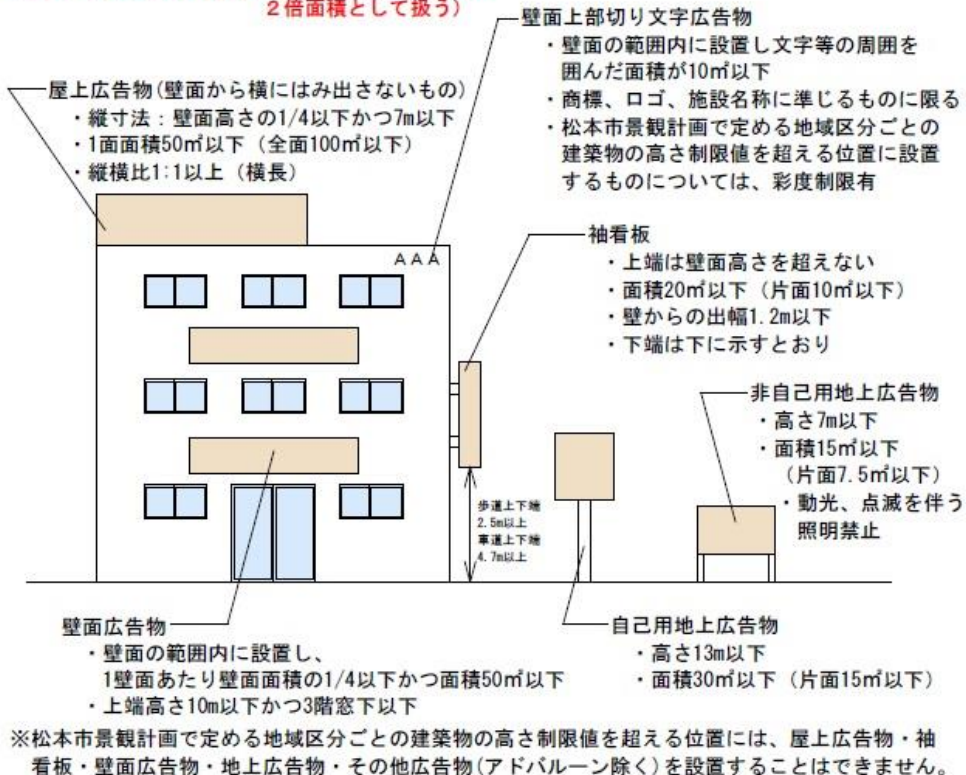 ２倍面積として扱う）
壁面上部切り文字広告物
・壁面の範囲内に設置し文字等の周囲を
囲んだ面積が10㎡以下
・商標、ロゴ、施設名称に準じるものに限る
・松本市景観計画で定める地域区分ごとの
建築物の高さ制限値を超える位置に設置
するものについては、彩度制限有
屋上広告物(壁面から横にはみ出さないもの)
・縦寸法：壁面高さの1/4以下かつ7m以下
・1面面積50㎡以下（全面100㎡以下）
・縦横比1:1以上（横長）
AAA
袖看板
・上端は壁面高さを超えない
・面積20㎡以下（片面10㎡以下）
・壁からの出幅1.2m以下
・下端は下に示すとおり
非自己用地上広告物
・高さ7m以下
・面積15㎡以下
（片面7.5㎡以下）
・動光、点滅を伴う
照明禁止
歩道上下端
2.5m以上
車道上下端
4.7m以上
壁面広告物
・壁面の範囲内に設置し、
1壁面あたり壁面面積の1/4以下かつ面積50㎡以下
・上端高さ10m以下かつ3階窓下以下
自己用地上広告物
・高さ13m以下
・面積30㎡以下（片面15㎡以下）
※松本市景観計画で定める地域区分ごとの建築物の高さ制限値を超える位置には、屋上広告物・袖
看板・壁面広告物・地上広告物・その他広告物(アドバルーン除く)を設置することはできません。